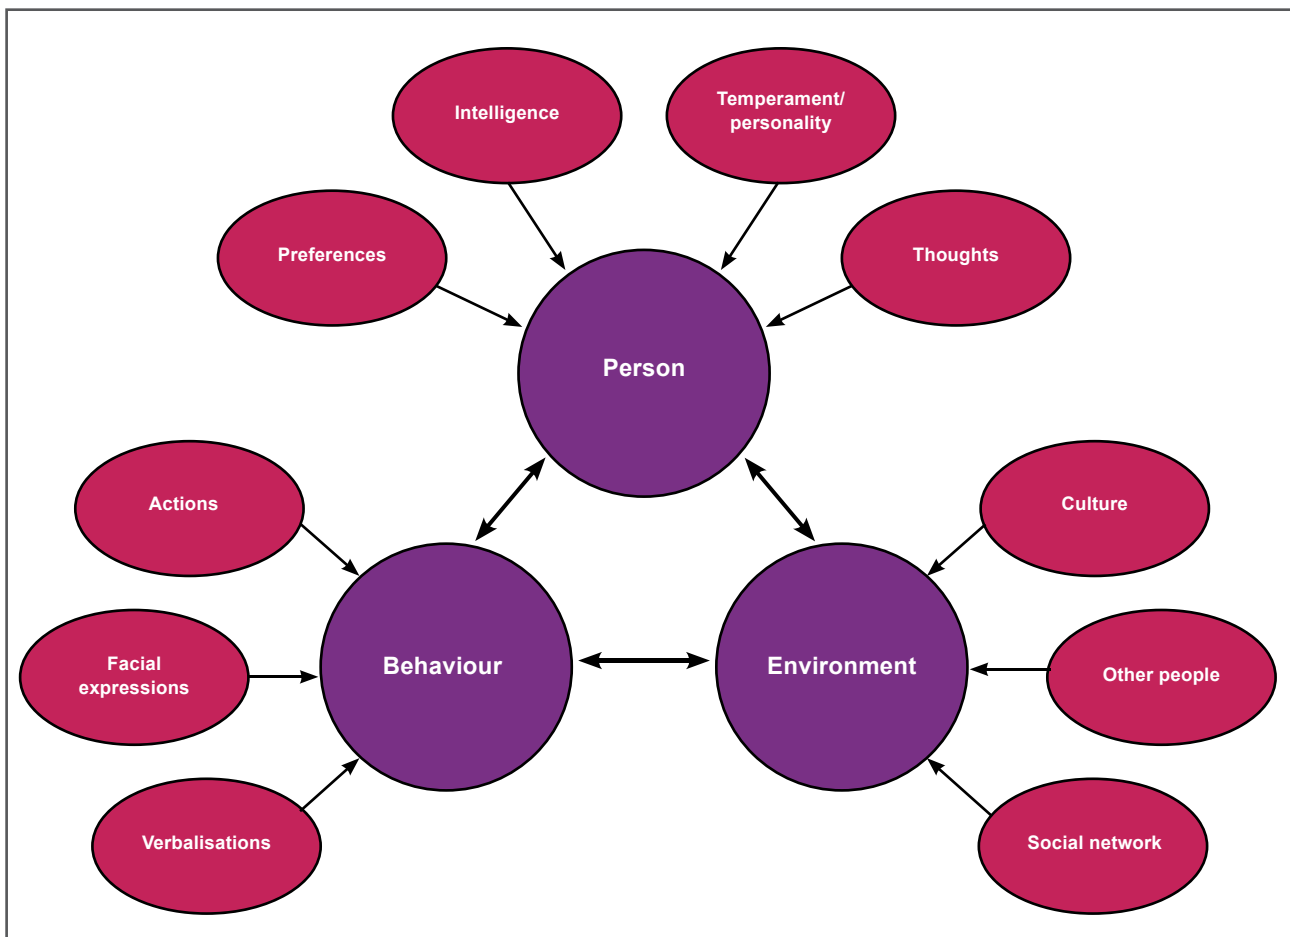 Intelligence
Temperament/
personality
Preferences
Thoughts
Person
Actions
Culture
Facial
expressions
Behaviour
Environment
Other people
Verbalisations
Social network